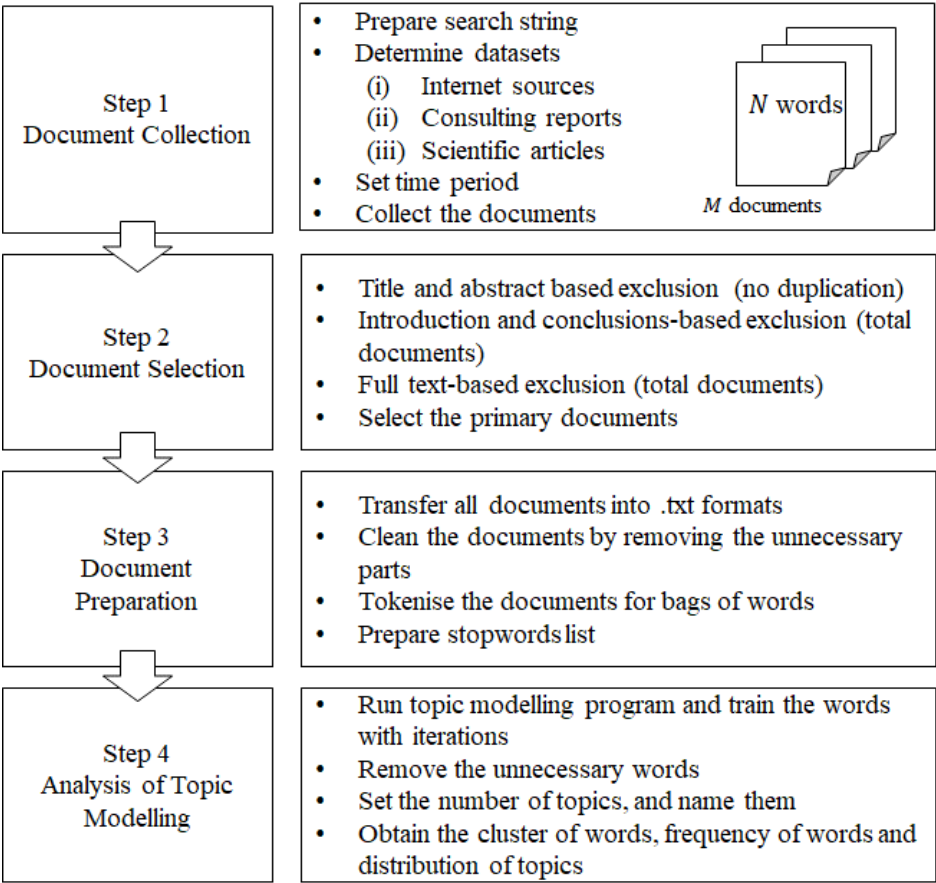 Step 1
Document Collection
• Prepare search string
• Determine datasets
(i) Internet sources
(ii) Consulting reports
(iii) Scientific articles
• Set time period
• Collect the documents
N words
M documents
Step 2
Document Selection
• Title and abstract based exclusion (no duplication)
• Introduction and conclusions-based exclusion (total
documents)
• Full text-based exclusion (total documents)
• Select the primary documents
Step 3
Document
Preparation
• Transfer all documents into .txt formats
• Clean the documents by removing the unnecessary
parts
• Tokenise the documents for bags of words
• Prepare stopwords list
Step 4
Analysis of Topic
Modelling
• Run topic modelling program and train the words
with iterations
• Remove the unnecessary words
• Set the number of topics, and name them
• Obtain the cluster of words, frequency of words and
distribution of topics